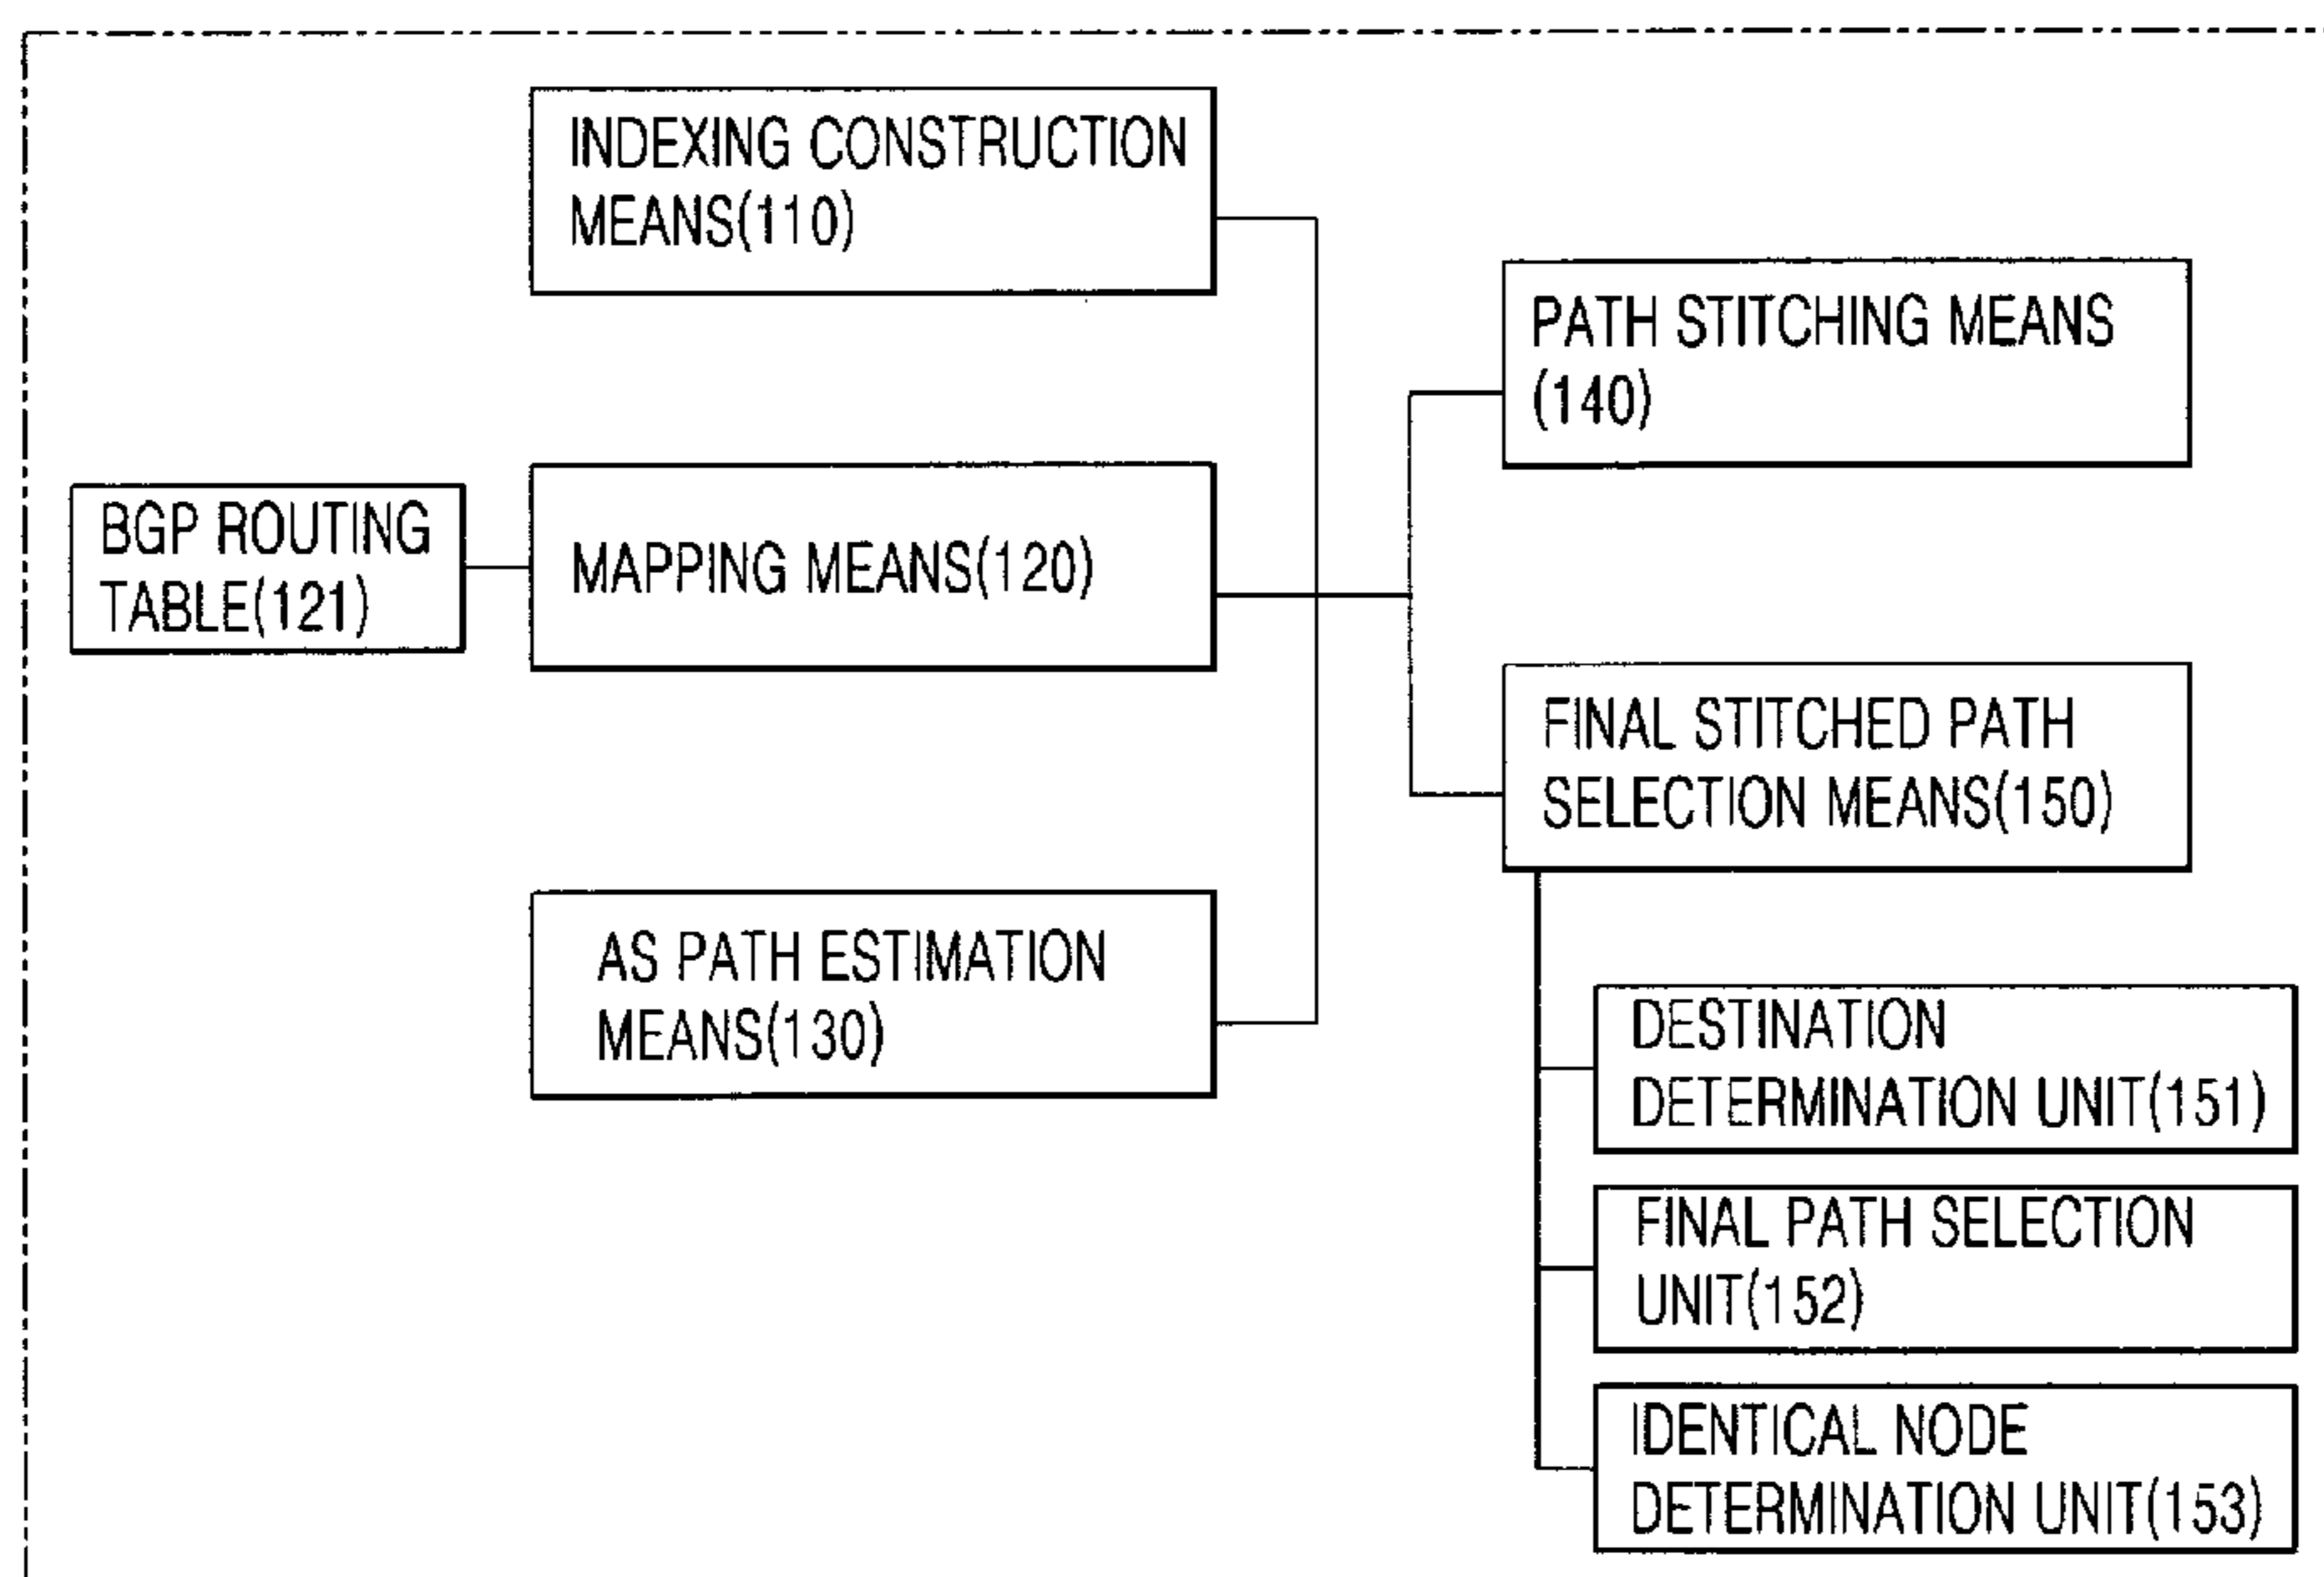 INDEXING CONSTRUCTION
MEANS(110)
PATH STITCHING MEANS
(140)
BGP ROUTING
TABLE(121)
MAPPING MEANS(120)
FINAL STITCHED PATH
SELECTION MEANS(150)
AS PATH ESTIMATION
MEANS(130)
DESTINATION
DETERMINATION UNIT(151)
FINAL PATH SELECTION
UNIT(152)
IDENTICAL NODE
DETERMINATION UNIT(153)